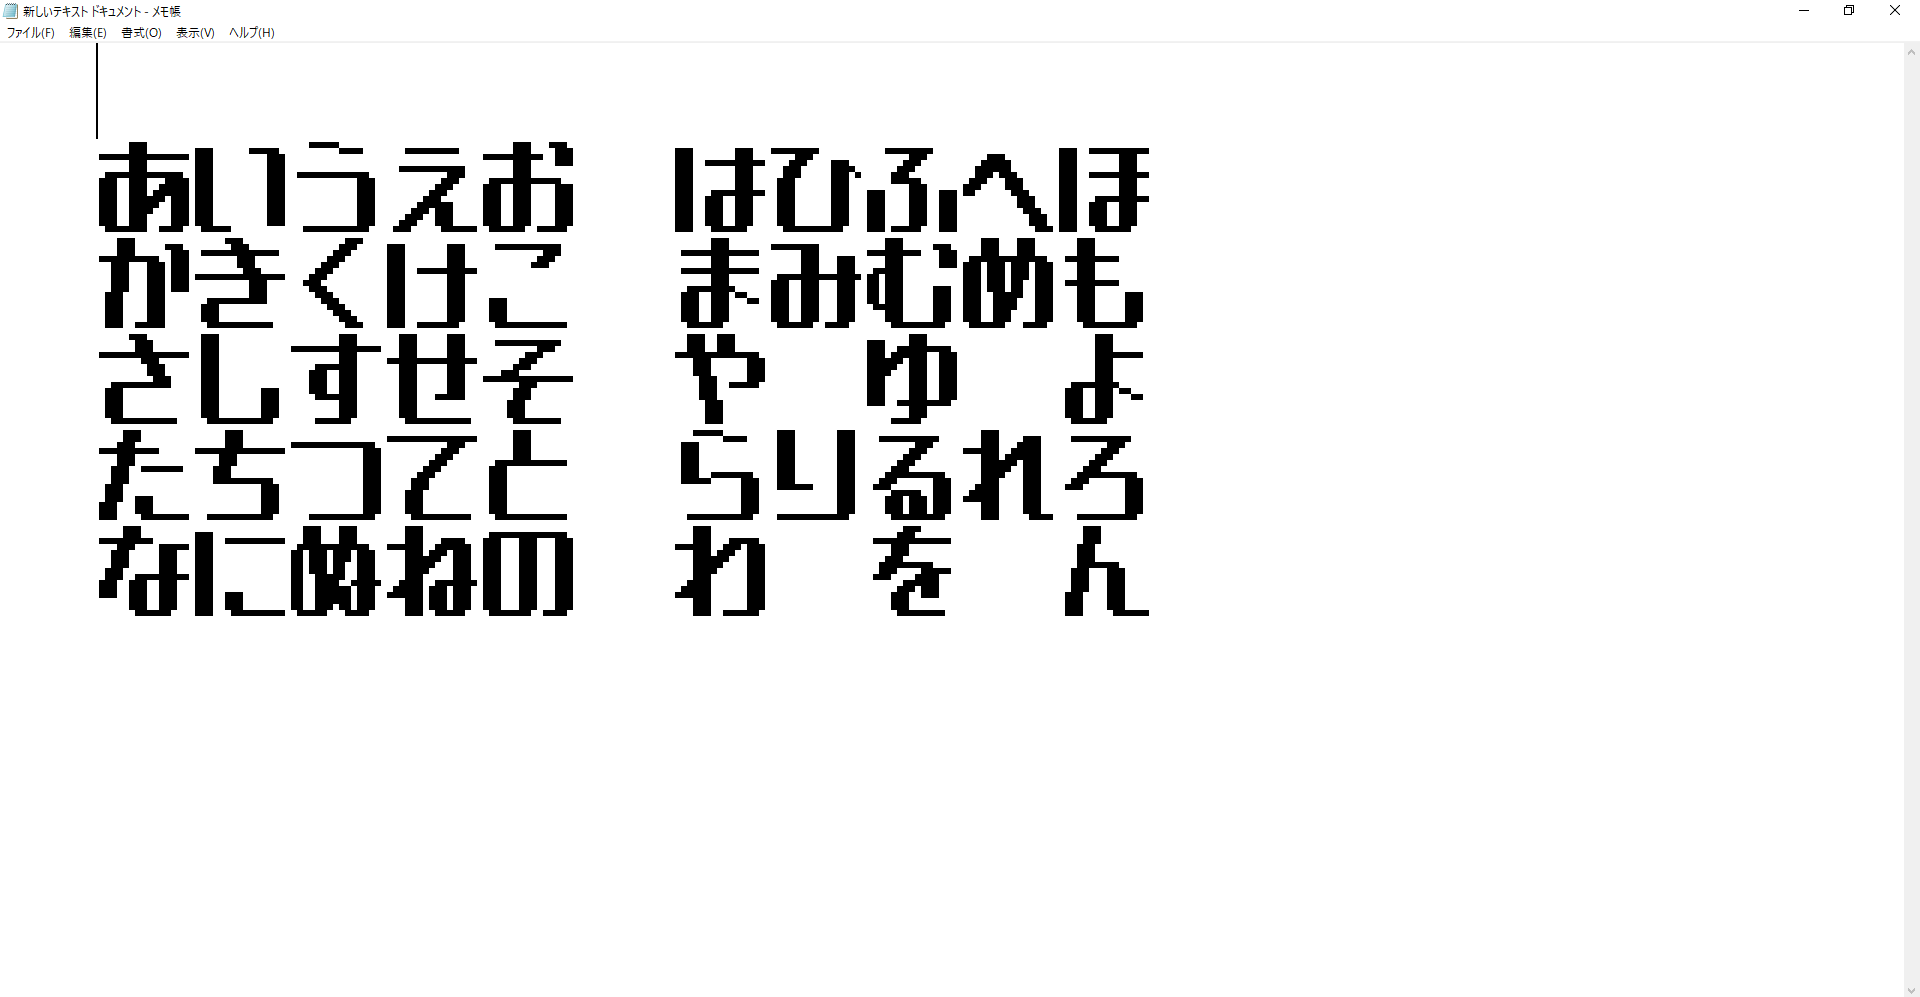 新しいテキスト ドキュメント - メモ帳
ファイル(F) 編集(E) 書式(O) 表示(V) ヘルプ(H)
あいうえお　はひふへほ
かきくけこ　まみむめも
さしすせそ　や　ゆ　よ
たちつてと　らりるれろ
なにぬねの　わ　を　ん